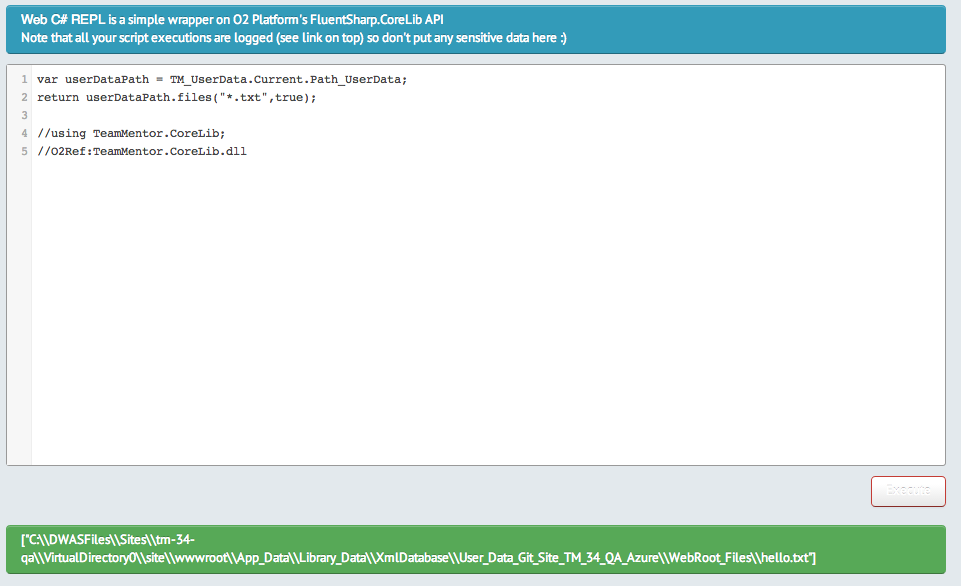 Web C# REPL is a simple wrapper on O2 Platform's FluentSharp.CoreLib API
Note that all your script executions are logged (see link on top) so don't put any sensitive data here :)
1 var userDataPath = TM_UserData.Current.Path_UserData;
2 return userDataPath.files("*.txt",true);
3
4 //using TeamMentor.CoreLib;
5 //O2Ref:TeamMentor.CoreLib.dll
Execute
["C:\\DWASFiles\\Sites\\tm-34-
qa\\VirtualDirectory0\\site\\wwwroot\\App_Data\\Library_Data\\XmlDatabase\\User_Data_Git_Site_TM_34_QA_Azure\\WebRoot_Files\\hello.txt"]